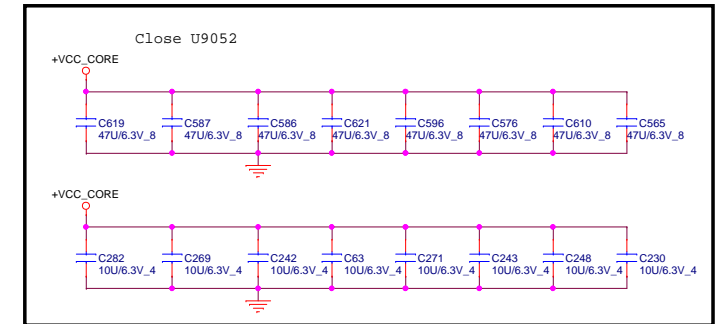 Close U9052
+VCC_CORE
C619 C587 C586 C621 C596 C576 C610 C565
47U/6.3V_8 47U/6.3V_8 47U/6.3V_8 47U/6.3V_8 47U/6.3V_8 47U/6.3V_8 47U/6.3V_8 47U/6.3V_8
+VCC_CORE
C282 C269 C242 C63 C271 C243 C248 C230
10U/6.3V_4 10U/6.3V_4 10U/6.3V_4 10U/6.3V_4 10U/6.3V_4 10U/6.3V_4 10U/6.3V_4 10U/6.3V_4